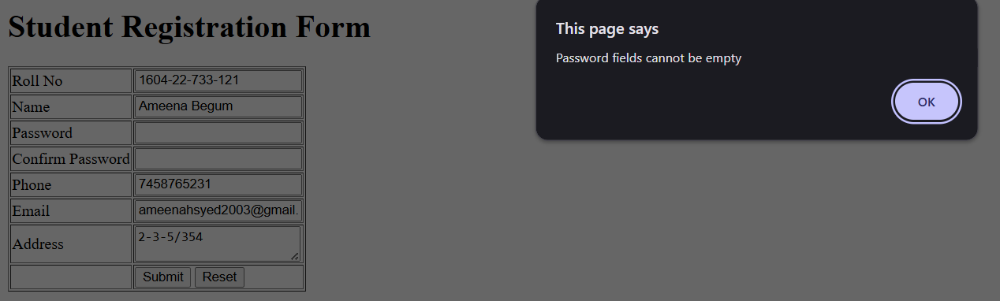 Student Registration Form
This page says
Password fields cannot be empty
OK
Roll No 1604-22-733-121
Name Ameena Begum
Password
Confirm Password
Phone 7458765231
Email ameenahsyed2003@gmail.
Address 2-3-5/354
Submit Reset